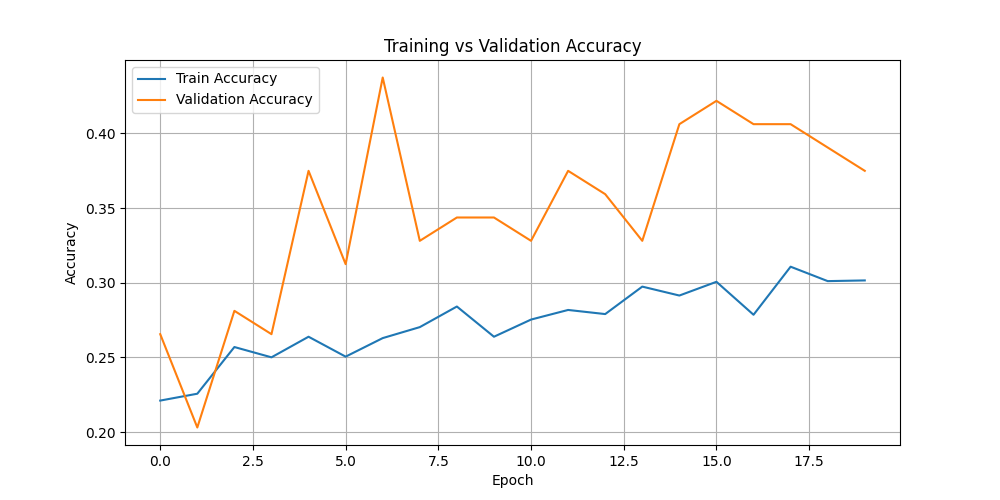 Training vs Validation Accuracy
Train Accuracy
Validation Accuracy
0.40
0.35
0.30
0.25
0.20
Accuracy
0.0 2.5 5.0 7.5 10.0 12.5 15.0 17.5
Epoch